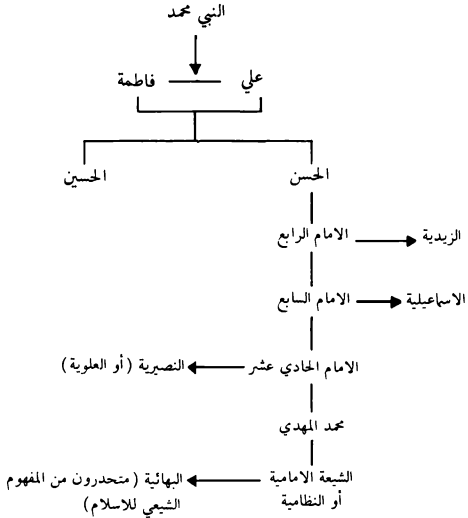 النبي محمد
علي فاطمة
الحسن الحسين
الزيدية الامام الرابع
الاسماعيلية الامام السابع
الامام الحادي عشر النصيرية (أو العلوية)
محمد المهدي
الشيعة الامامية البهائية (متحدرون من المفهوم
أو النظامية الشيعي للاسلام)